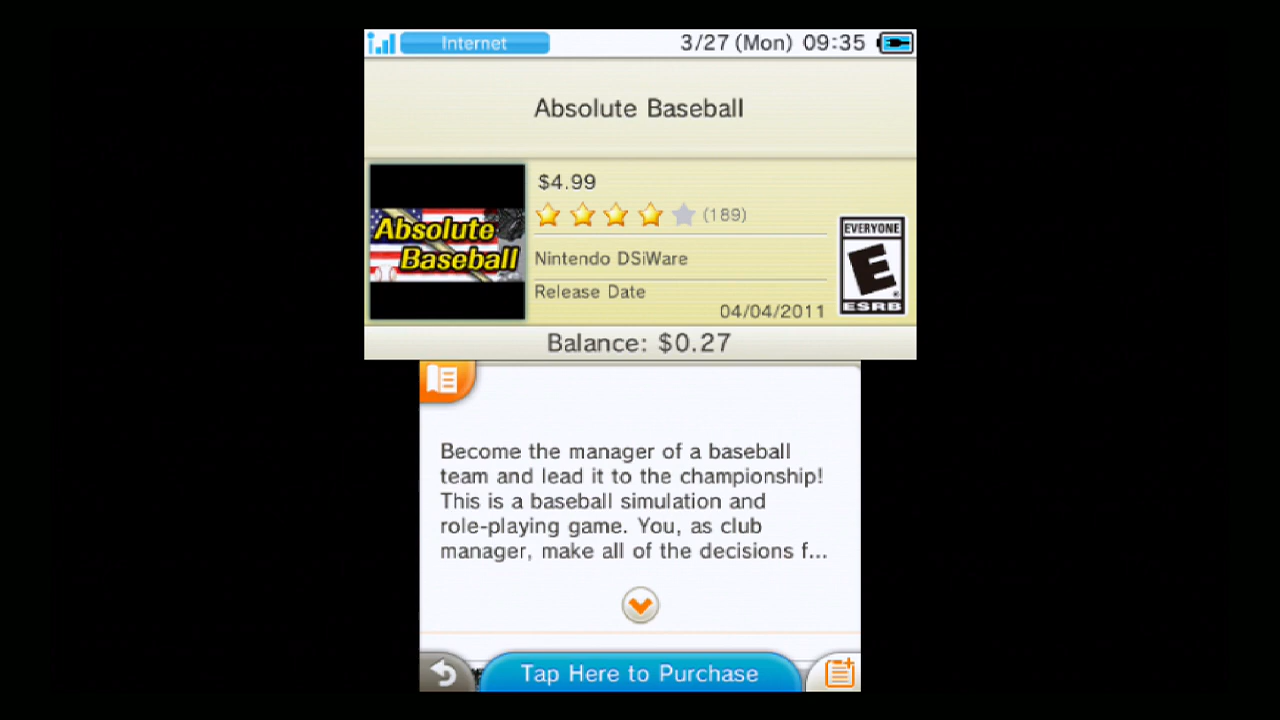 Internet
3/27 (Mon) 09:35
Absolute Baseball
Absolute
Baseball
$4.99
(189)
Nintendo DSiWare
Release Date
04/04/2011
EVERYONE
E
ESRB
Balance: $0.27
Become the manager of a baseball
team and lead it to the championship!
This is a baseball simulation and
role-playing game. You, as club
manager, make all of the decisions f...
Tap Here to Purchase